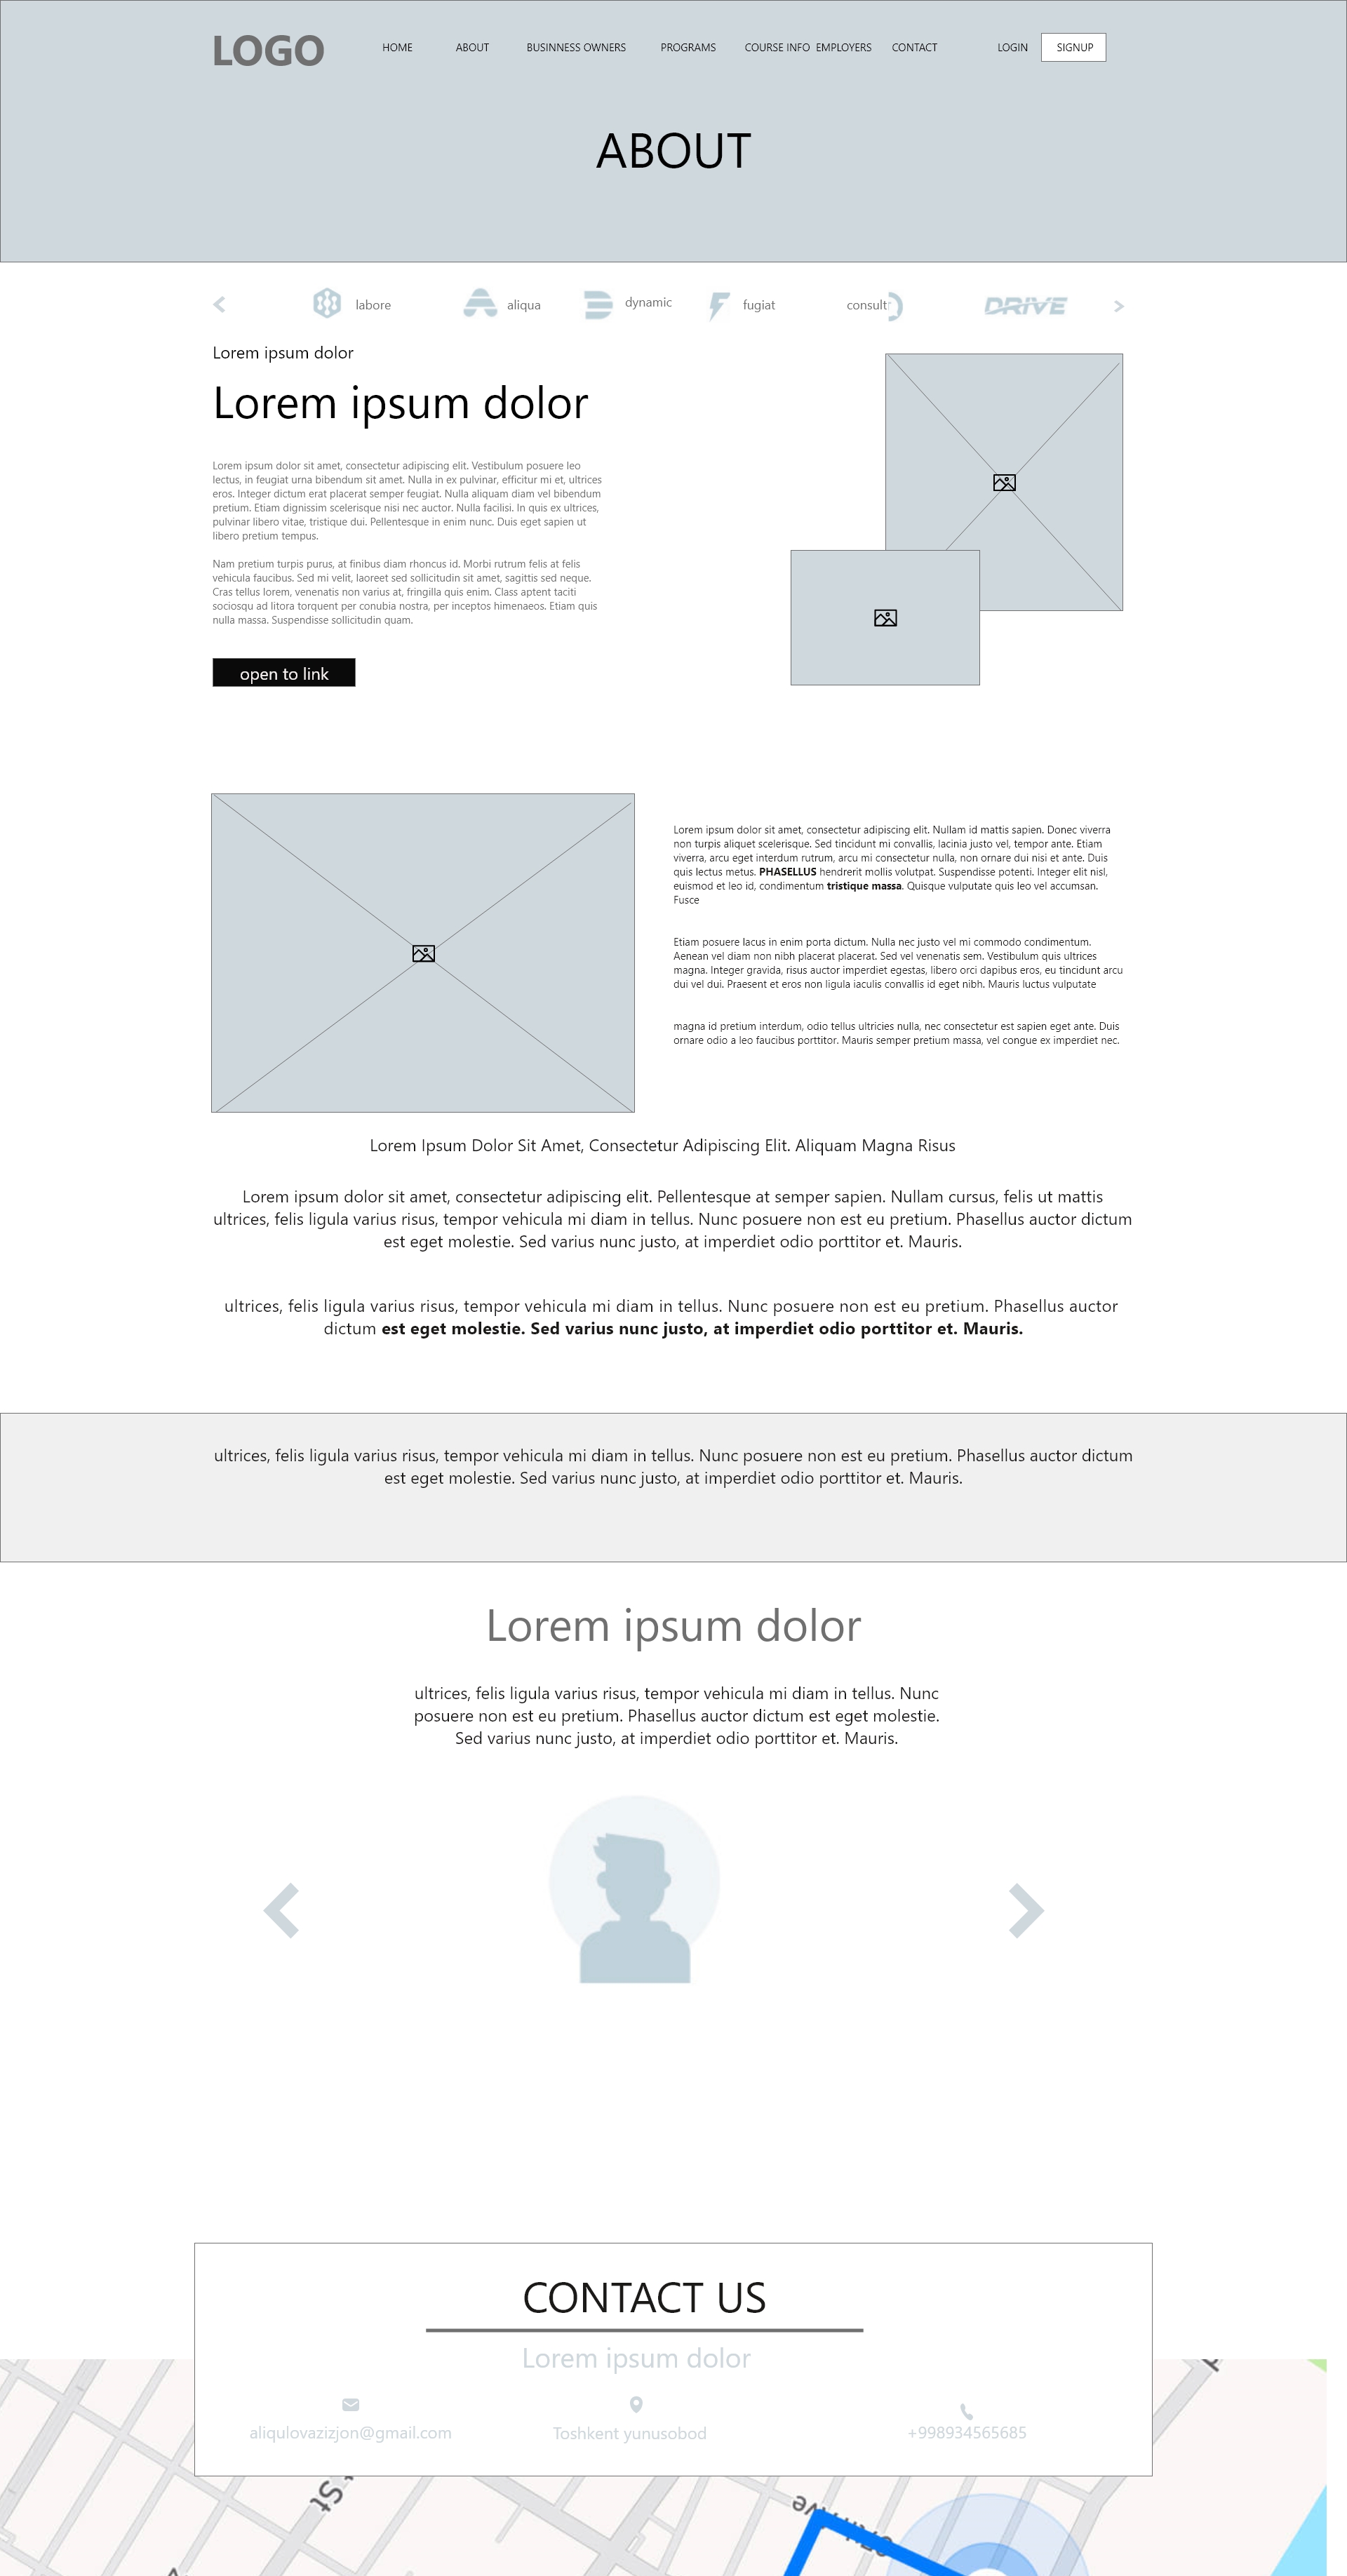 LOGO
HOME ABOUT BUSINNESS OWNERS PROGRAMS COURSE INFO EMPLOYERS CONTACT LOGIN SIGNUP
ABOUT
labore aliqua dynamic fugiat consult DRIVE
Lorem ipsum dolor
Lorem ipsum dolor
Lorem ipsum dolor sit amet, consectetur adipiscing elit. Vestibulum posuere leo
lectus, in feugiat urna bibendum sit amet. Nulla in ex pulvinar, efficitur mi et, ultrices
eros. Integer dictum erat placerat semper feugiat. Nulla aliquam diam vel bibendum
pretium. Etiam dignissim scelerisque nisi nec auctor. Nulla facilisi. In quis ex ultrices,
pulvinar libero vitae, tristique dui. Pellentesque in enim nunc. Duis eget sapien ut
libero pretium tempus.
Nam pretium turpis purus, at finibus diam rhoncus id. Morbi rutrum felis at felis
vehicula faucibus. Sed mi velit, laoreet sed sollicitudin sit amet, sagittis sed neque.
Cras tellus lorem, venenatis non varius at, fringilla quis enim. Class aptent taciti
sociosqu ad litora torquent per conubia nostra, per inceptos himenaeos. Etiam quis
nulla massa. Suspendisse sollicitudin quam.
open to link
Lorem ipsum dolor sit amet, consectetur adipiscing elit. Nullam id mattis sapien. Donec viverra
non turpis aliquet scelerisque. Sed tincidunt mi convallis, lacinia justo vel, tempor ante. Etiam
viverra, arcu eget interdum rutrum, arcu mi consectetur nulla, non ornare dui nisi et ante. Duis
quis lectus metus. PHASELLUS hendrerit mollis volutpat. Suspendisse potenti. Integer elit nisl,
euismod et leo id, condimentum tristique massa. Quisque vulputate quis leo vel accumsan.
Fusce
Etiam posuere lacus in enim porta dictum. Nulla nec justo vel mi commodo condimentum.
Aenean vel diam non nibh placerat placerat. Sed vel venenatis sem. Vestibulum quis ultrices
magna. Integer gravida, risus auctor imperdiet egestas, libero orci dapibus eros, eu tincidunt arcu
dui vel dui. Praesent et eros non ligula iaculis convallis id eget nibh. Mauris luctus vulputate
magna id pretium interdum, odio tellus ultricies nulla, nec consectetur est sapien eget ante. Duis
ornare odio a leo faucibus porttitor. Mauris semper pretium massa, vel congue ex imperdiet nec.
Lorem Ipsum Dolor Sit Amet, Consectetur Adipiscing Elit. Aliquam Magna Risus
Lorem ipsum dolor sit amet, consectetur adipiscing elit. Pellentesque at semper sapien. Nullam cursus, felis ut mattis
ultrices, felis ligula varius risus, tempor vehicula mi diam in tellus. Nunc posuere non est eu pretium. Phasellus auctor dictum
est eget molestie. Sed varius nunc justo, at imperdiet odio porttitor et. Mauris.
ultrices, felis ligula varius risus, tempor vehicula mi diam in tellus. Nunc posuere non est eu pretium. Phasellus auctor
dictum est eget molestie. Sed varius nunc justo, at imperdiet odio porttitor et. Mauris.
ultrices, felis ligula varius risus, tempor vehicula mi diam in tellus. Nunc posuere non est eu pretium. Phasellus auctor dictum
est eget molestie. Sed varius nunc justo, at imperdiet odio porttitor et. Mauris.
Lorem ipsum dolor
ultrices, felis ligula varius risus, tempor vehicula mi diam in tellus. Nunc
posuere non est eu pretium. Phasellus auctor dictum est eget molestie.
Sed varius nunc justo, at imperdiet odio porttitor et. Mauris.
CONTACT US
Lorem ipsum dolor
aliqulovazizjon@gmail.com Toshkent yunusobod +998934565685
St